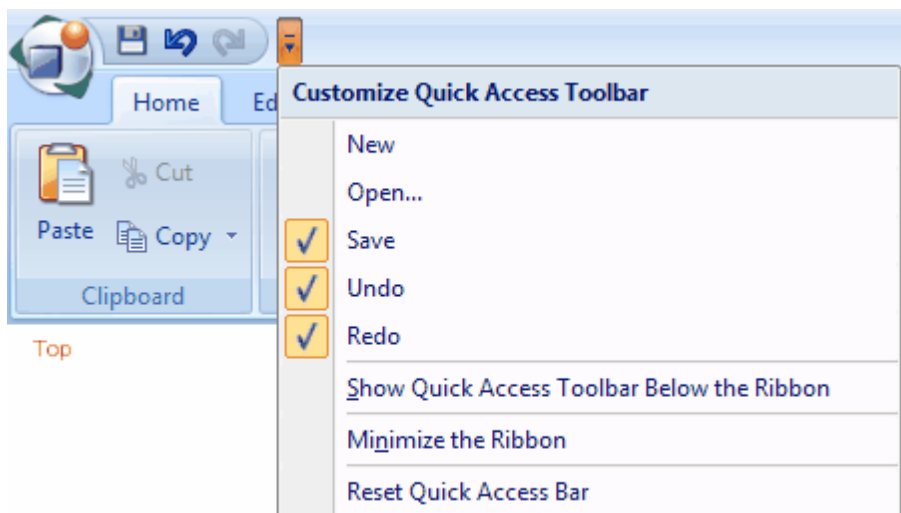 Home
Ed
Customize Quick Access Toolbar
New
Open...
Cut
Save
Paste
Copy
Undo
Clipboard
Redo
Top
Show Quick Access Toolbar Below the Ribbon
Minimize the Ribbon
Reset Quick Access Bar